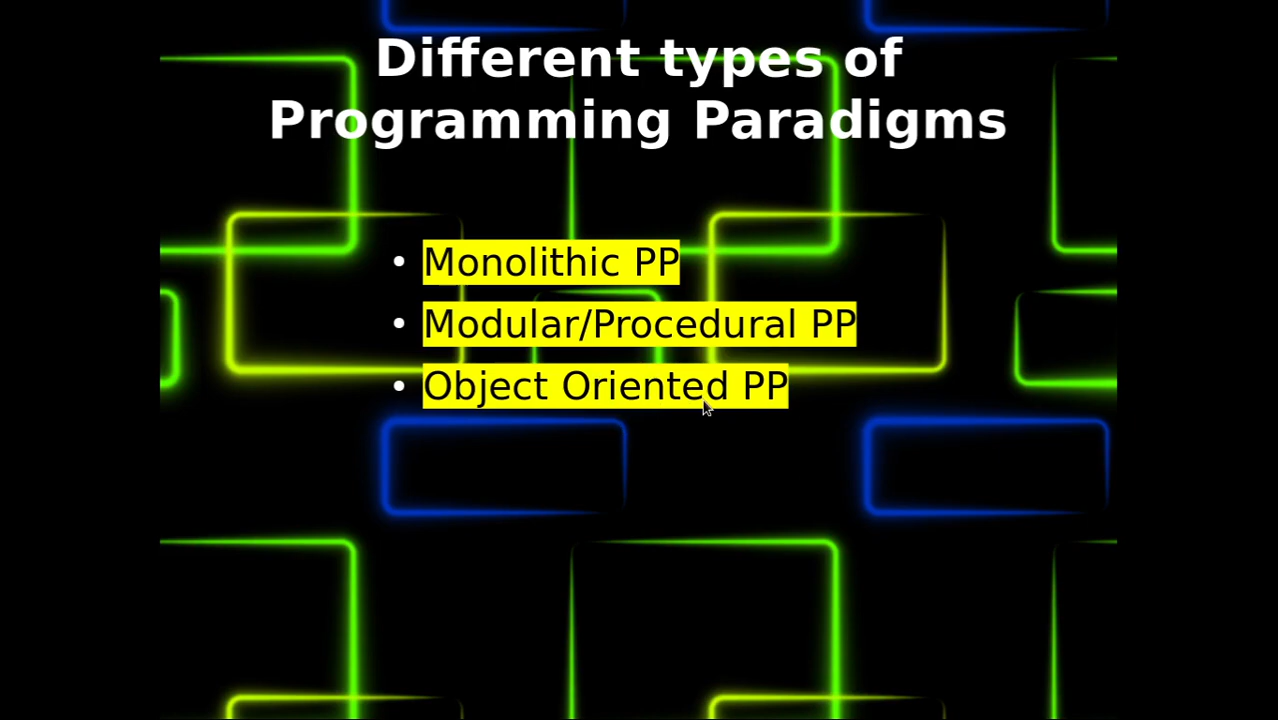 Different types of
Programming Paradigms
• Monolithic PP
• Modular/Procedural PP
• Object Oriented PP